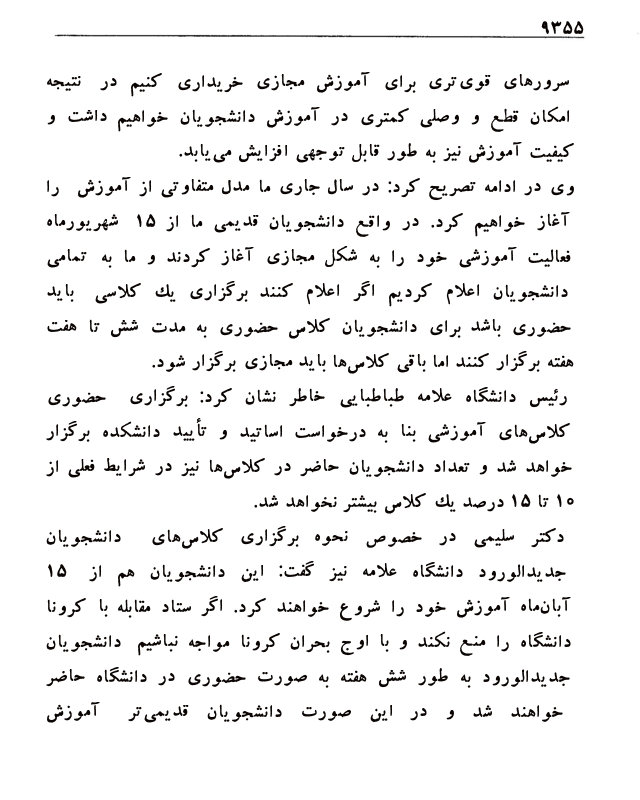 ۹۳۵۵
سرورهای قوی‌تری برای آموزش مجازی خریداری کنیم در نتیجه
امکان قطع و وصلی کمتری در آموزش دانشجویان خواهیم داشت و
کیفیت آموزش نیز به طور قابل توجهی افزایش می‌یابد.
وی در ادامه تصریح کرد: در سال جاری ما مدل متفاوتی از آموزش را
آغاز خواهیم کرد. در واقع دانشجویان قدیمی ما از ۱۵ شهریورماه
فعالیت آموزشی خود را به شکل مجازی آغاز کردند و ما به تمامی
دانشجویان اعلام کردیم اگر اعلام کنند برگزاری یك کلاسی باید
حضوری باشد برای دانشجویان کلاس حضوری به مدت شش تا هفت
هفته برگزار کنند اما باقی کلاس‌ها باید مجازی برگزار شود.
رئیس دانشگاه علامه طباطبایی خاطر نشان کرد: برگزاری حضوری
کلاس‌های آموزشی بنا به درخواست اساتید و تأیید دانشکده برگزار
خواهد شد و تعداد دانشجویان حاضر در کلاس‌ها نیز در شرایط فعلی از
۱۰ تا ۱۵ درصد یك کلاس بیشتر نخواهد شد.
دکتر سلیمی در خصوص نحوه برگزاری کلاس‌های دانشجویان
جدیدالورود دانشگاه علامه نیز گفت: این دانشجویان هم از ۱۵
آبان‌ماه آموزش خود را شروع خواهند کرد. اگر ستاد مقابله با کرونا
دانشگاه را منع نکند و با اوج بحران کرونا مواجه نباشیم دانشجویان
جدیدالورود به طور شش هفته به صورت حضوری در دانشگاه حاضر
خواهند شد و در این صورت دانشجویان قدیمی‌تر آموزش